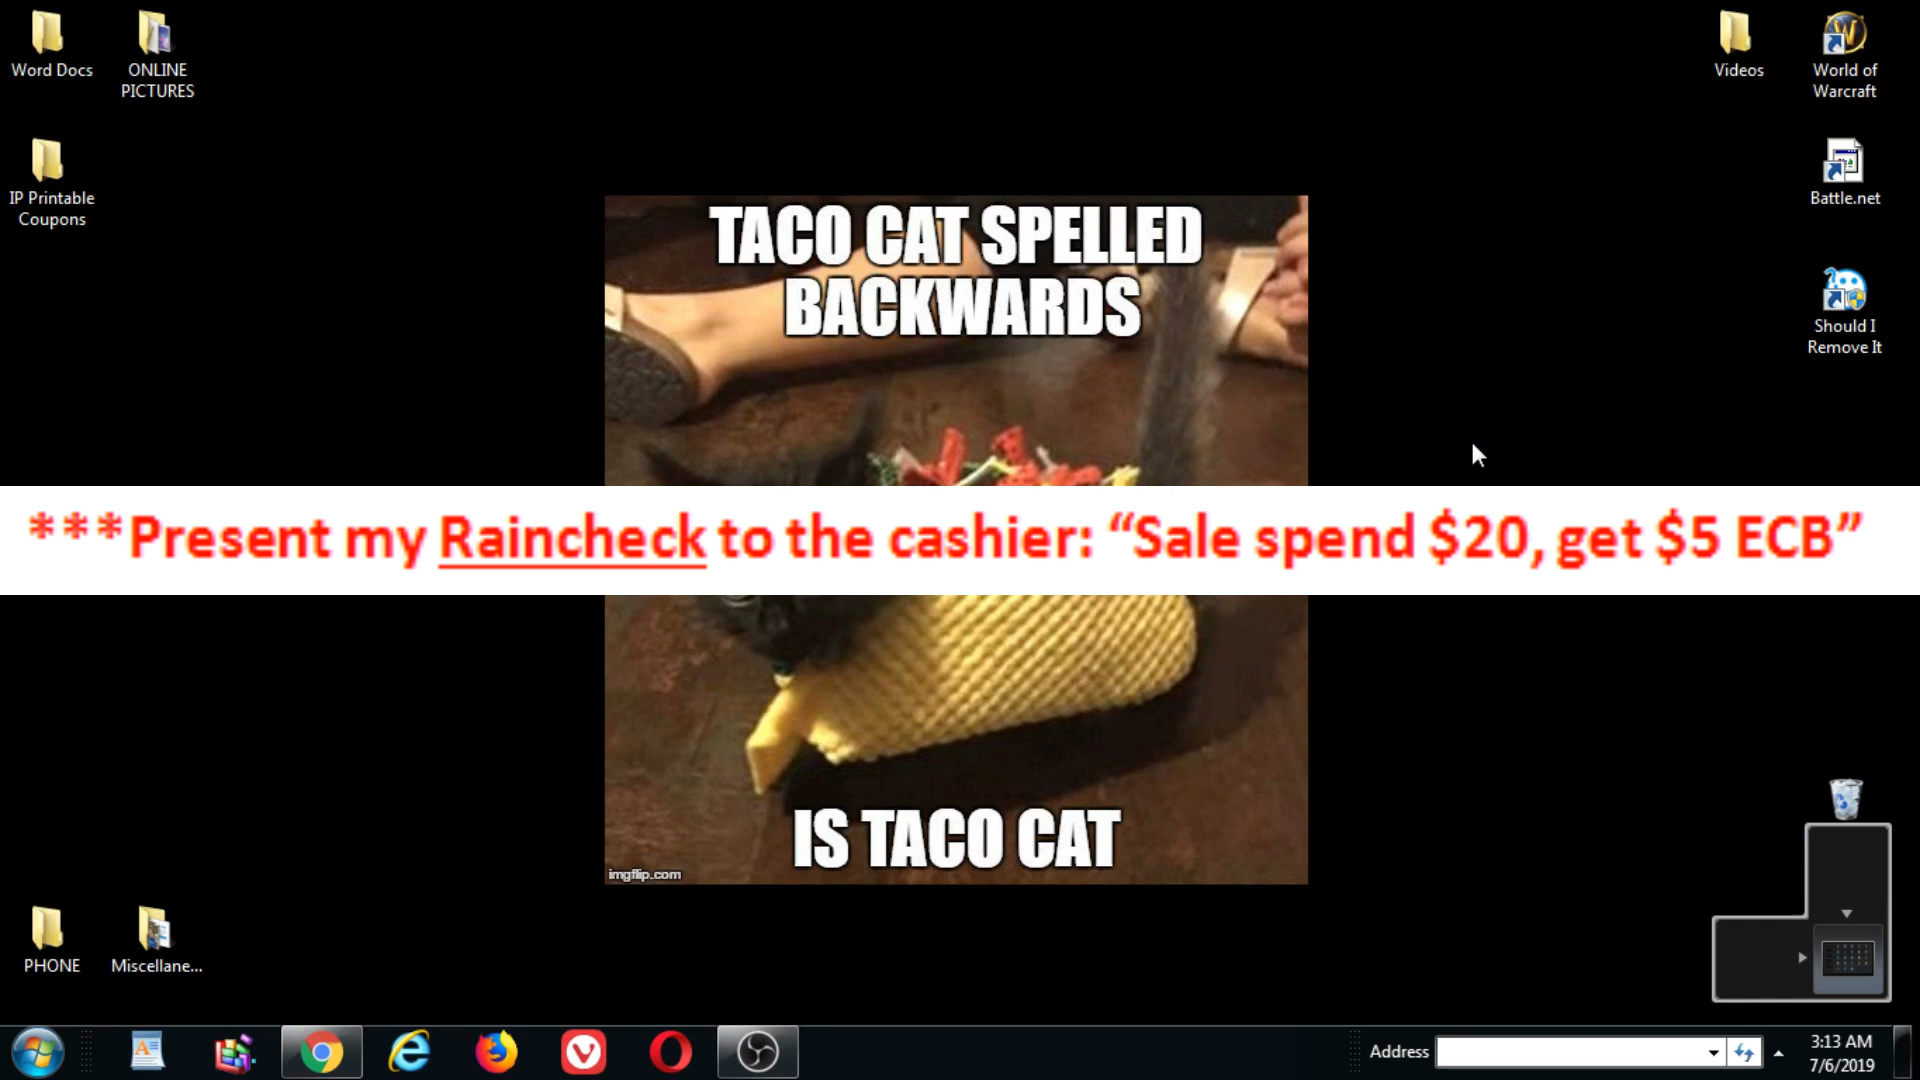 Word Docs
ONLINE
PICTURES
Videos
World of
Warcraft
IP Printable
Coupons
Battle.net
Should I
Remove It
TACO CAT SPELLED
BACKWARDS
***Present my Raincheck to the cashier: “Sale spend $20, get $5 ECB”
IS TACO CAT
imgflip.com
PHONE
Miscellane...
Address
3:13 AM
7/6/2019